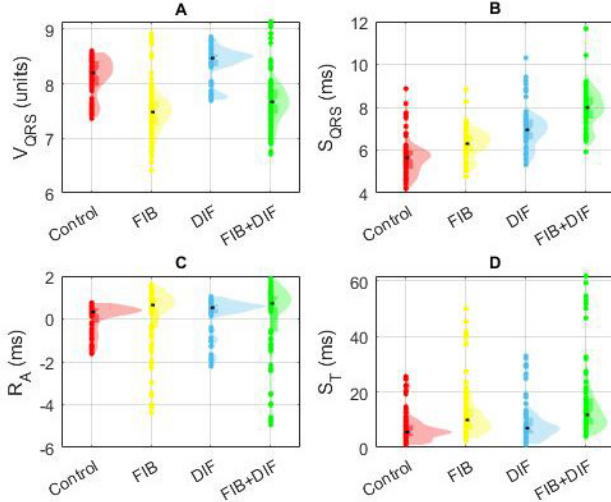 A
B
V_QRS (units)
9
8
7
6
Control
FIB
DIF
FIB+DIF
S_QRS (ms)
12
10
8
6
4
Control
FIB
DIF
FIB+DIF
C
D
R_A (ms)
2
0
-2
-4
-6
Control
FIB
DIF
FIB+DIF
S_T (ms)
60
40
20
0
Control
FIB
DIF
FIB+DIF